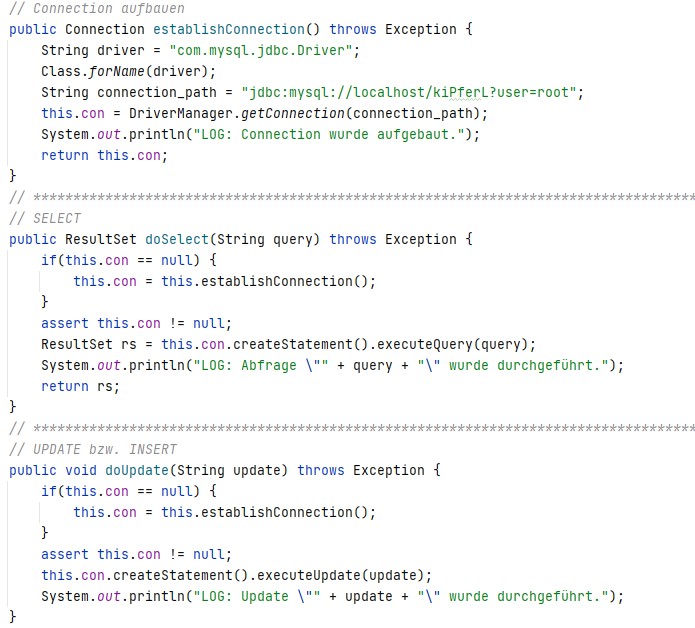 // Connection aufbauen
public Connection establishConnection() throws Exception {
    String driver = "com.mysql.jdbc.Driver";
    Class.forName(driver);
    String connection_path = "jdbc:mysql://localhost/kiPferL?user=root";
    this.con = DriverManager.getConnection(connection_path);
    System.out.println("LOG: Connection wurde aufgebaut.");
    return this.con;
}
// ***********************************************************************************
// SELECT
public ResultSet doSelect(String query) throws Exception {
    if(this.con == null) {
        this.con = this.establishConnection();
    }
    assert this.con != null;
    ResultSet rs = this.con.createStatement().executeQuery(query);
    System.out.println("LOG: Abfrage \"" + query + "\" wurde durchgeführt.");
    return rs;
}
// ***********************************************************************************
// UPDATE bzw. INSERT
public void doUpdate(String update) throws Exception {
    if(this.con == null) {
        this.con = this.establishConnection();
    }
    assert this.con != null;
    this.con.createStatement().executeUpdate(update);
    System.out.println("LOG: Update \"" + update + "\" wurde durchgeführt.");
}